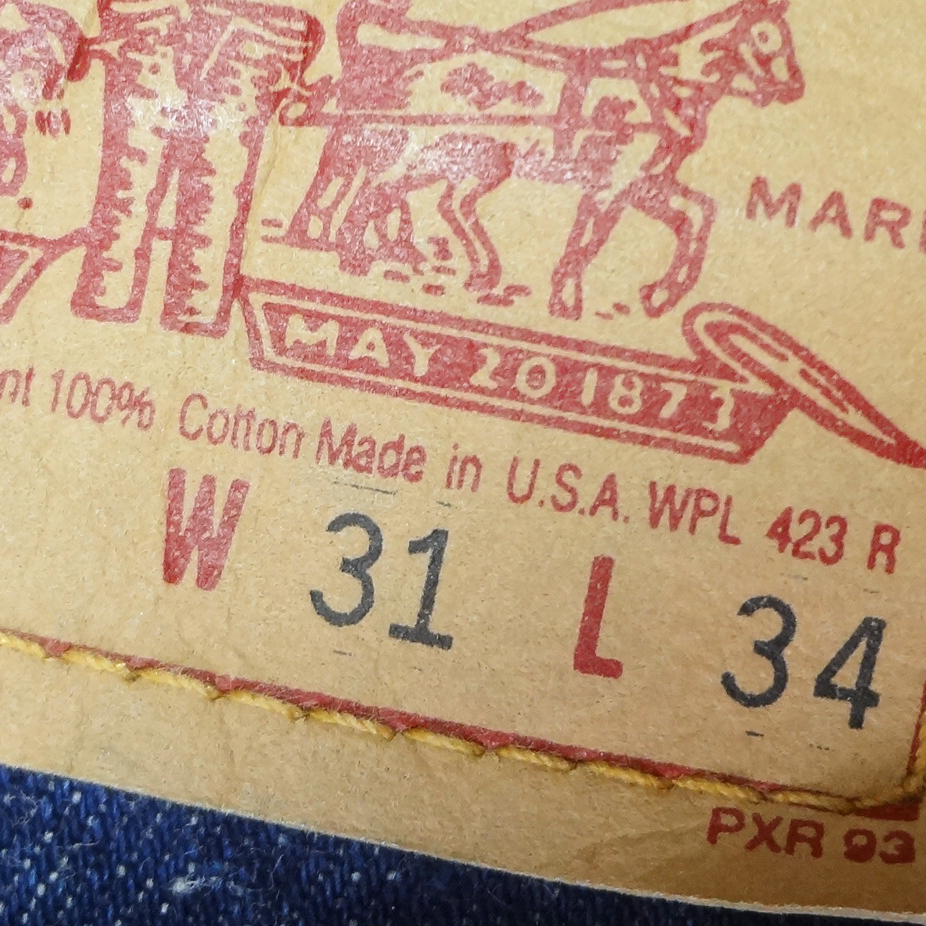 MAR
MAY 20 1873
nt 100% Cotton Made in U.S.A. WPL 423 R
W 31 L 34
PXR 93